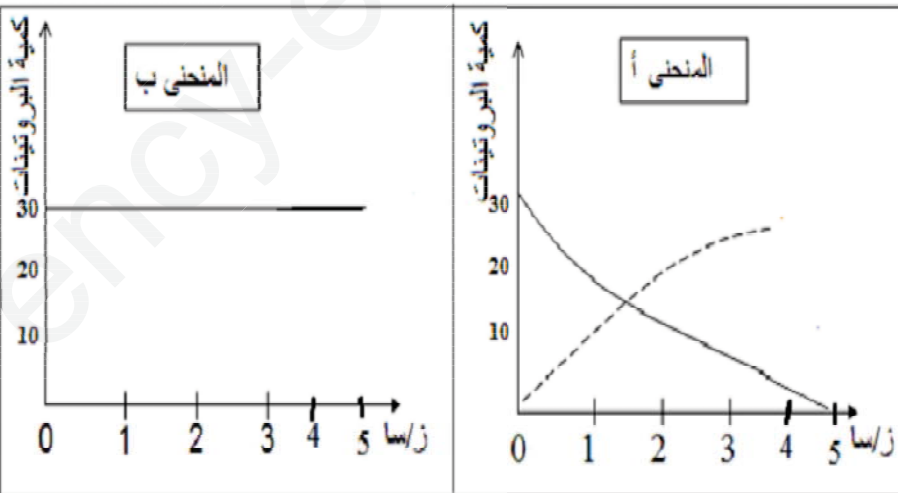 كمية البروتينات
المنحنى أ
30
20
10
0 1 2 3 4 5
ز/سا
كمية البروتينات
المنحنى ب
30
20
10
0 1 2 3 4 5
ز/سا
ency-e